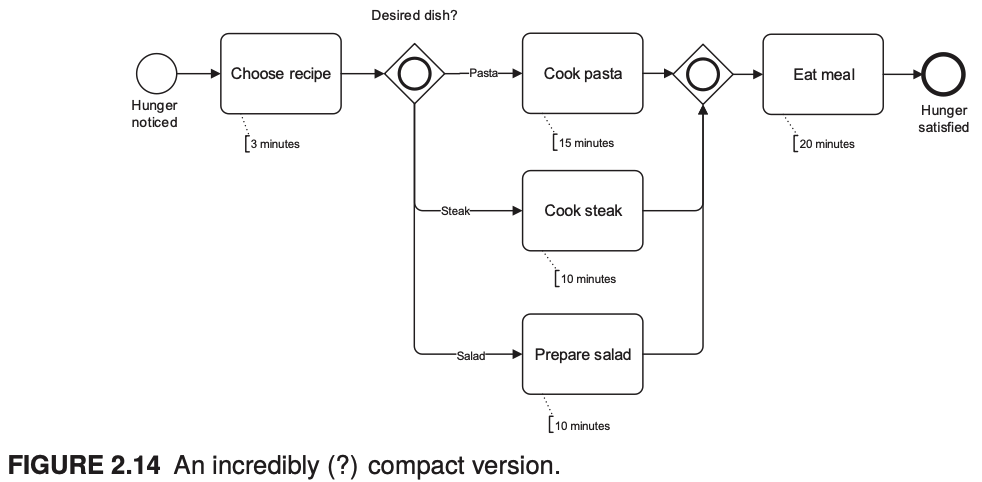 Desired dish?
Choose recipe
Pasta
Cook pasta
Eat meal
Hunger
noticed
Hunger
satisfied
3 minutes
15 minutes
20 minutes
Steak
Cook steak
10 minutes
Salad
Prepare salad
10 minutes
FIGURE 2.14 An incredibly (?) compact version.